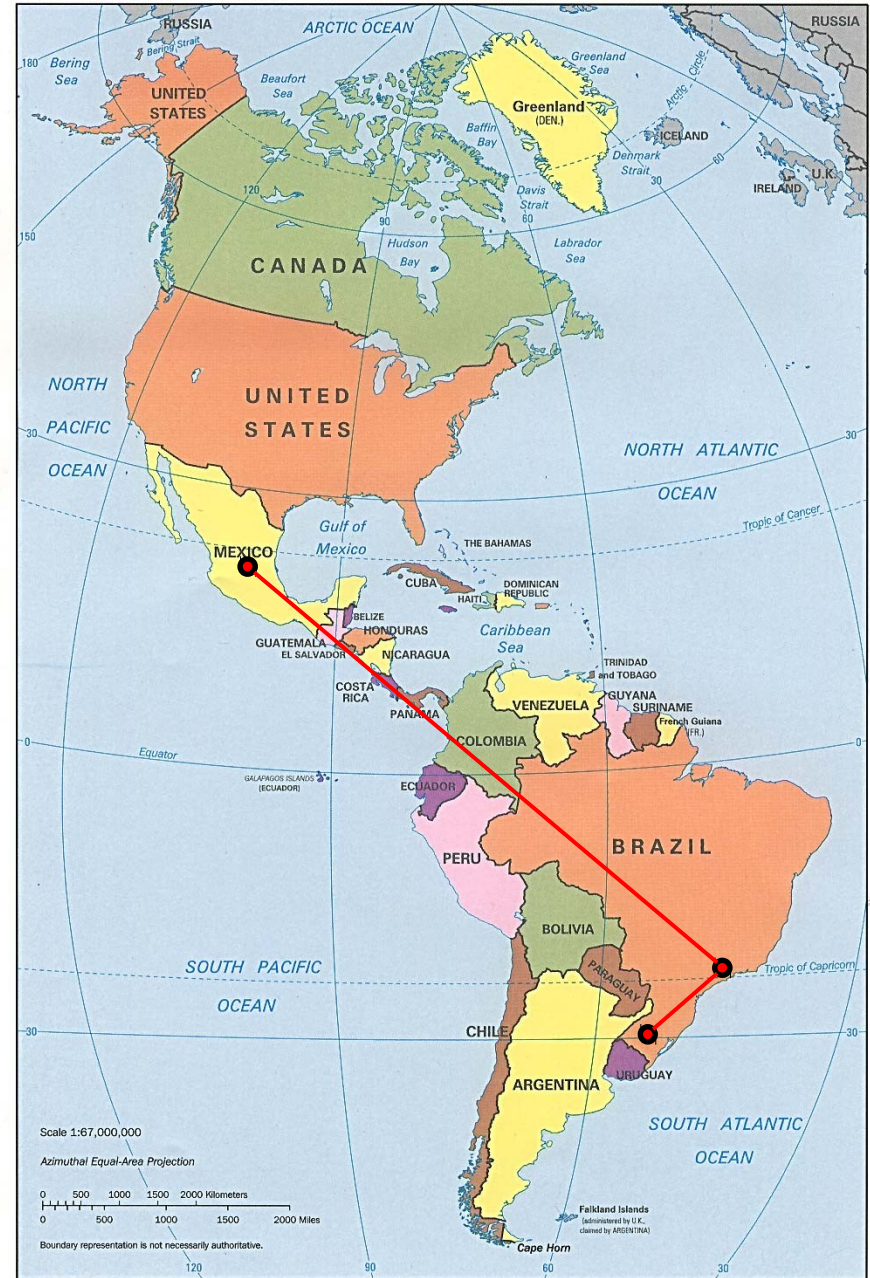 RUSSIA
ARCTIC OCEAN
RUSSIA
Bering Strait
Bering
Sea
180
Greenland
Sea
Beaufort
Sea
UNITED
STATES
Arctic Circle
Greenland
(DEN.)
Baffin
Bay
ICELAND
Denmark
Strait
60
U.K.
IRELAND
30
0
120
Davis
Strait
60
90
150
Hudson
Bay
Labrador
Sea
CANADA
NORTH
PACIFIC
OCEAN
UNITED
STATES
30
30
NORTH ATLANTIC
OCEAN
Tropic of Cancer
Gulf of
Mexico
MEXICO
THE BAHAMAS
CUBA
HAITI
DOMINICAN
REPUBLIC
BELIZE
HONDURAS
GUATEMALA
EL SALVADOR
NICARAGUA
Caribbean
Sea
COSTA
RICA
PANAMA
TRINIDAD
and TOBAGO
VENEZUELA
GUYANA
SURINAME
French Guiana
(FR.)
COLOMBIA
0
0
Equator
GALAPAGOS ISLANDS
(ECUADOR)
ECUADOR
PERU
BRAZIL
BOLIVIA
SOUTH PACIFIC
OCEAN
PARAGUAY
Tropic of Capricorn
CHILE
30
30
ARGENTINA
URUGUAY
SOUTH ATLANTIC
OCEAN
Scale 1:67,000,000
Azimuthal Equal-Area Projection
0 500 1000 1500 2000 Kilometers
0 500 1000 1500 2000 Miles
Boundary representation is not necessarily authoritative.
Falkland Islands
(administered by U.K.,
claimed by ARGENTINA)
Cape Horn
120
90
60
30